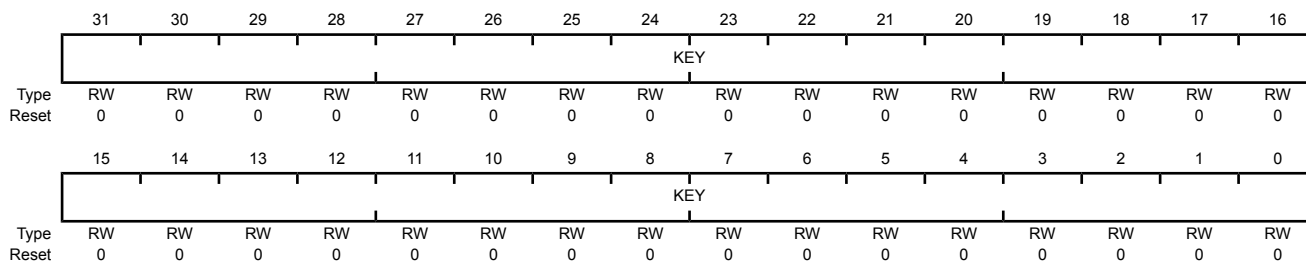 31 30 29 28 27 26 25 24 23 22 21 20 19 18 17 16
KEY
Type RW RW RW RW RW RW RW RW RW RW RW RW RW RW RW RW
Reset 0 0 0 0 0 0 0 0 0 0 0 0 0 0 0 0
15 14 13 12 11 10 9 8 7 6 5 4 3 2 1 0
KEY
Type RW RW RW RW RW RW RW RW RW RW RW RW RW RW RW RW
Reset 0 0 0 0 0 0 0 0 0 0 0 0 0 0 0 0